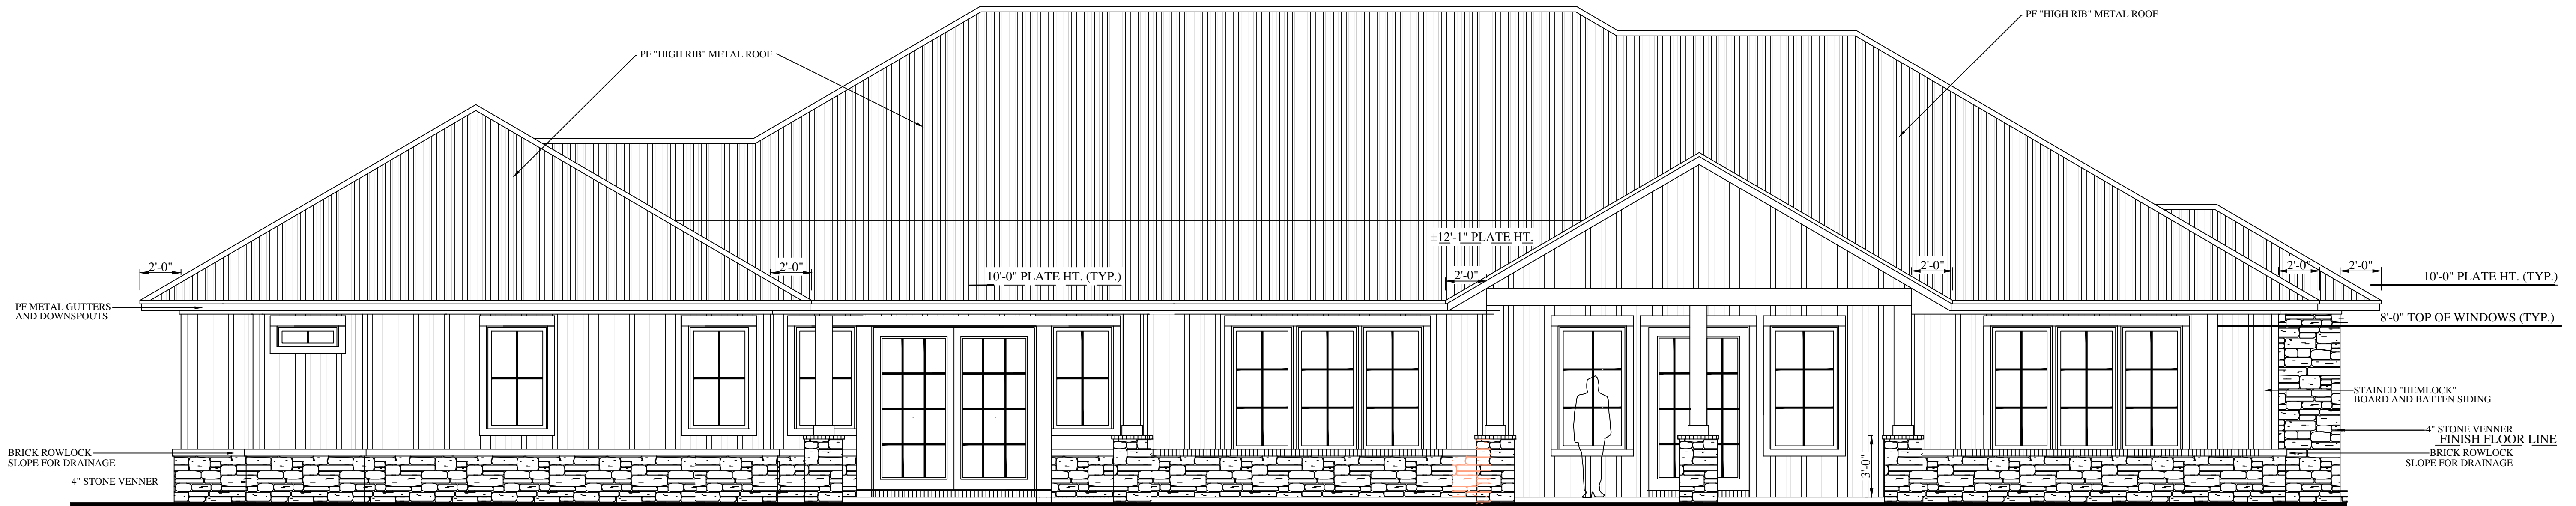 PF "HIGH RIB" METAL ROOF
PF "HIGH RIB" METAL ROOF
±12'-1" PLATE HT.
2'-0"
2'-0"
10'-0" PLATE HT. (TYP.)
2'-0"
2'-0"
2'-0"
2'-0"
10'-0" PLATE HT. (TYP.)
PF METAL GUTTERS
AND DOWNSPOUTS
8'-0" TOP OF WINDOWS (TYP.)
STAINED "HEMLOCK"
BOARD AND BATTEN SIDING
4" STONE VENNER
FINISH FLOOR LINE
BRICK ROWLOCK
SLOPE FOR DRAINAGE
BRICK ROWLOCK
SLOPE FOR DRAINAGE
3'-0"
4" STONE VENNER